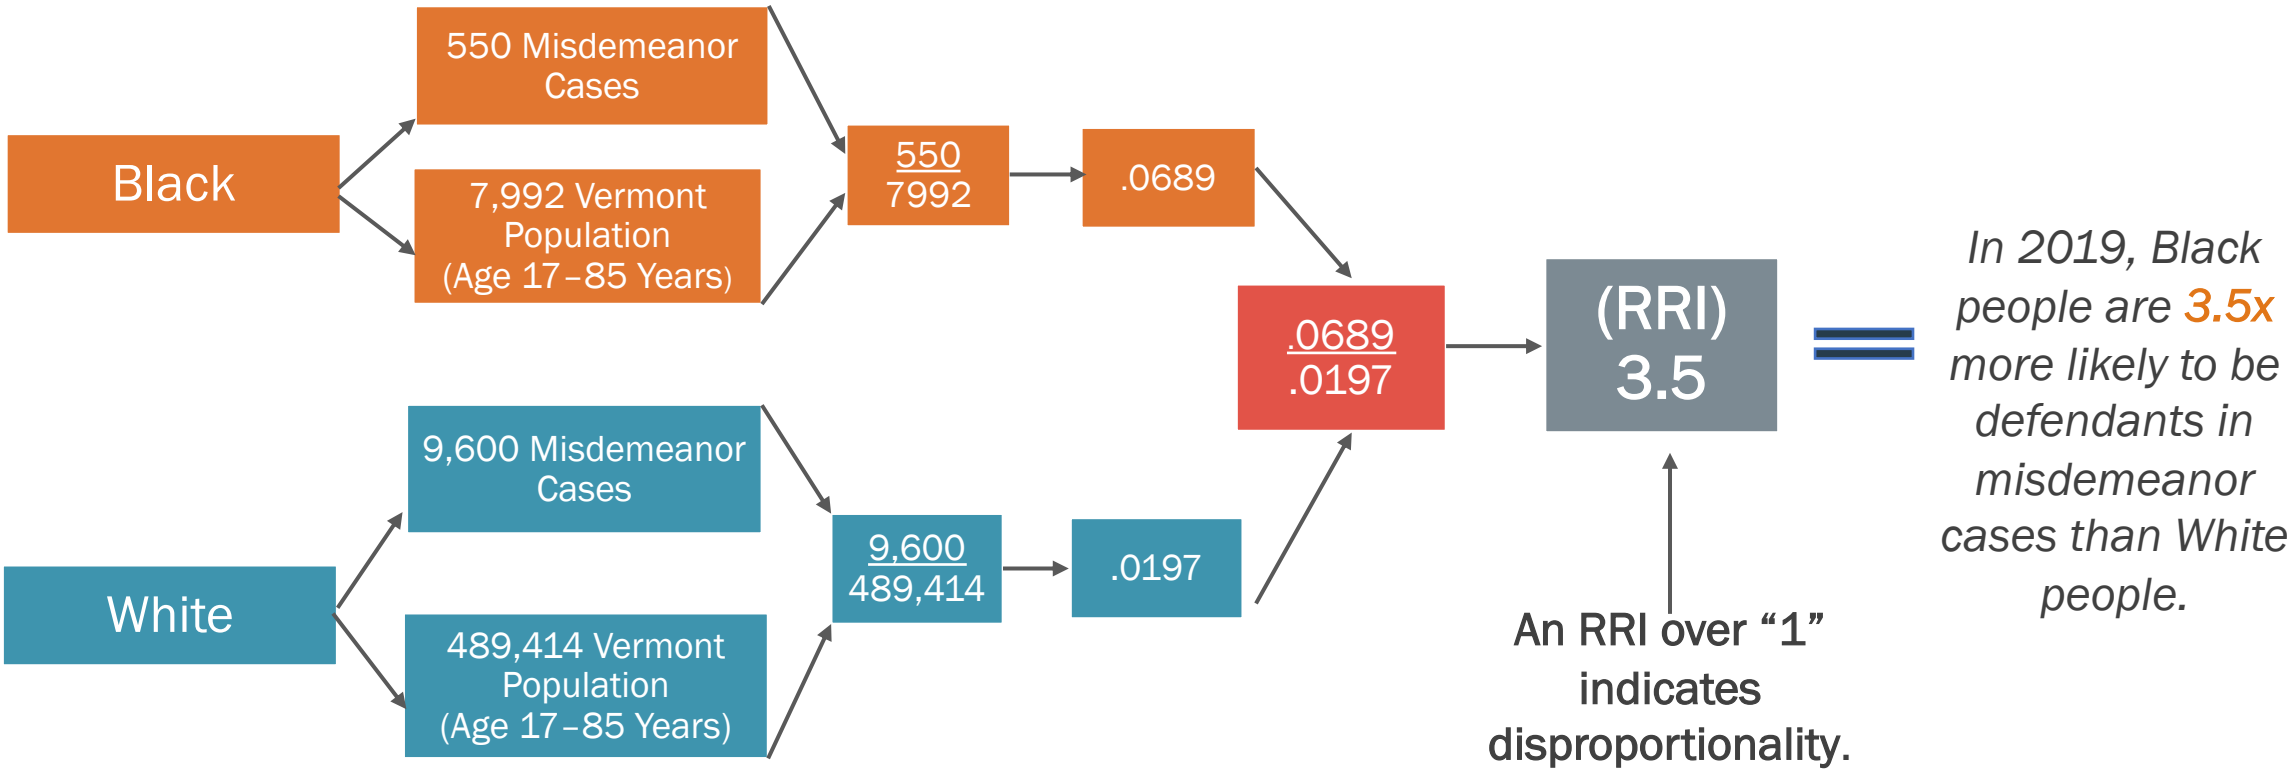 Black
550 Misdemeanor
Cases
7,992 Vermont
Population
(Age 17–85 Years)
550
7992
.0689
White
9,600 Misdemeanor
Cases
489,414 Vermont
Population
(Age 17–85 Years)
9,600
489,414
.0197
.0689
.0197
(RRI)
3.5
An RRI over “1”
indicates
disproportionality.
In 2019, Black
people are 3.5x
more likely to be
defendants in
misdemeanor
cases than White
people.